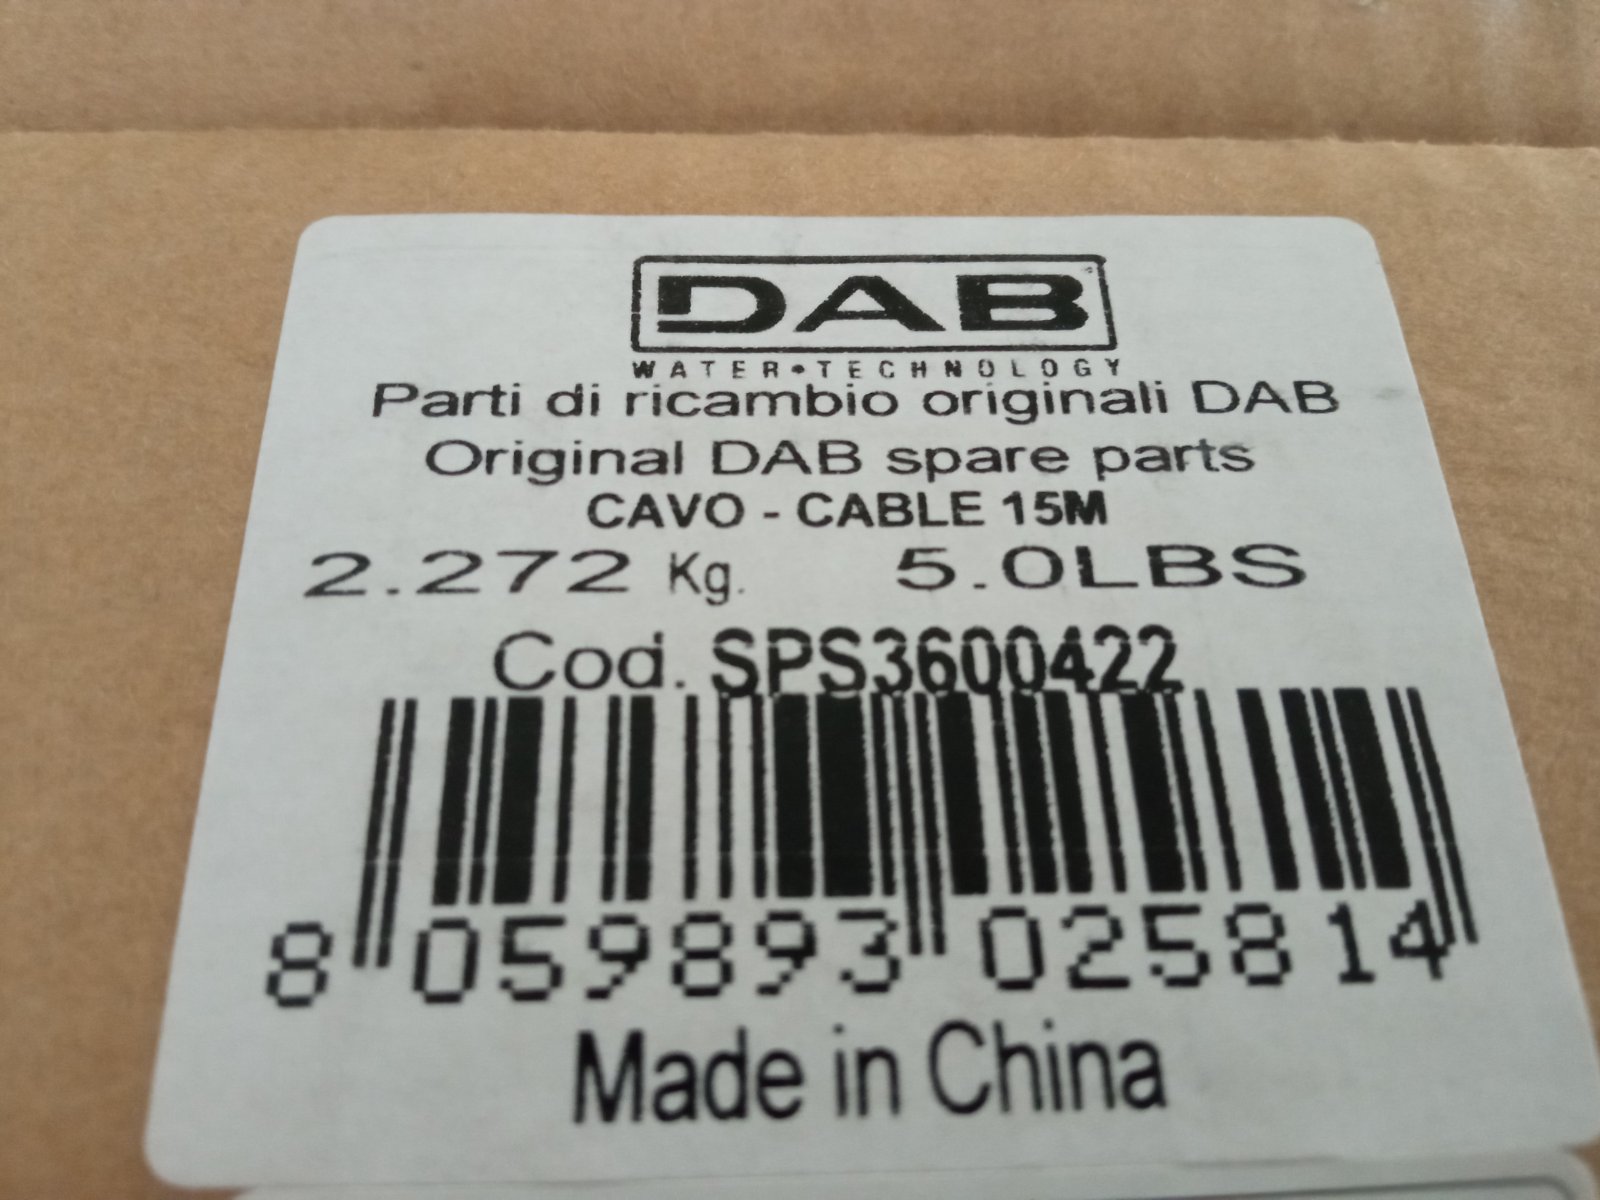 DAB
WATER•TECHNOLOGY
Parti di ricambio originali DAB
Original DAB spare parts
CAVO - CABLE 15M
2.272 Kg. 5.0LBS
Cod. SPS3600422
8 059893 025814
Made in China